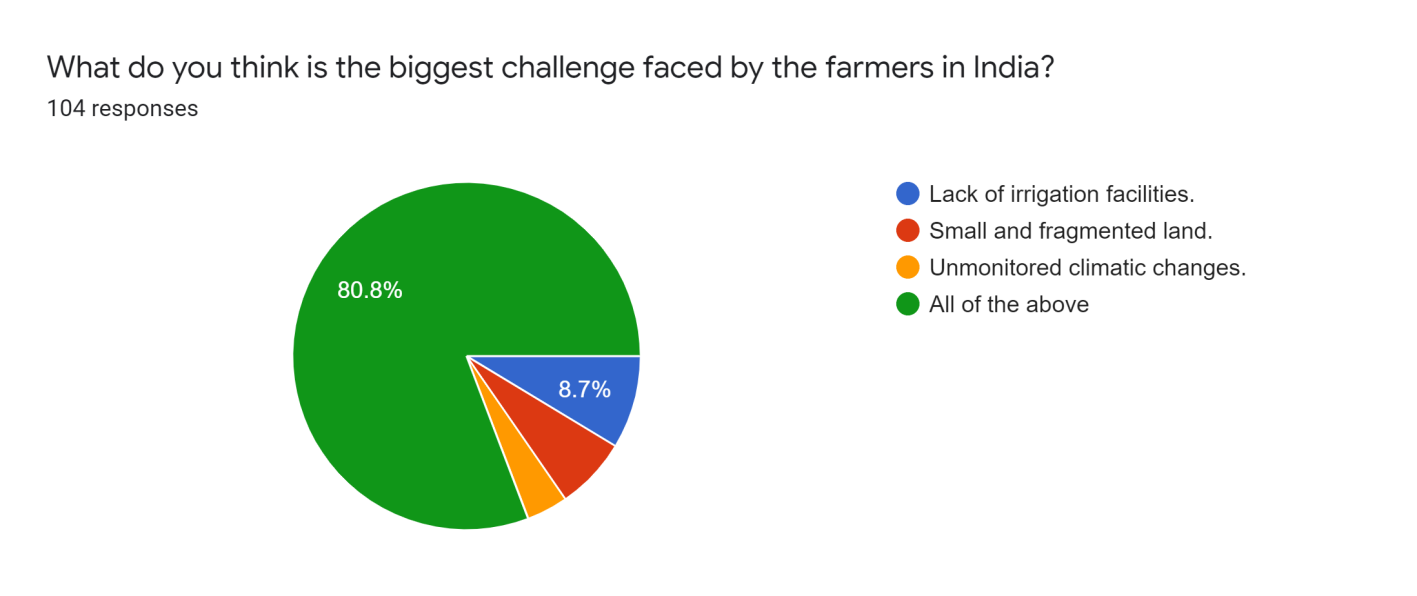 What do you think is the biggest challenge faced by the farmers in India?
104 responses
80.8%
8.7%
Lack of irrigation facilities.
Small and fragmented land.
Unmonitored climatic changes.
All of the above